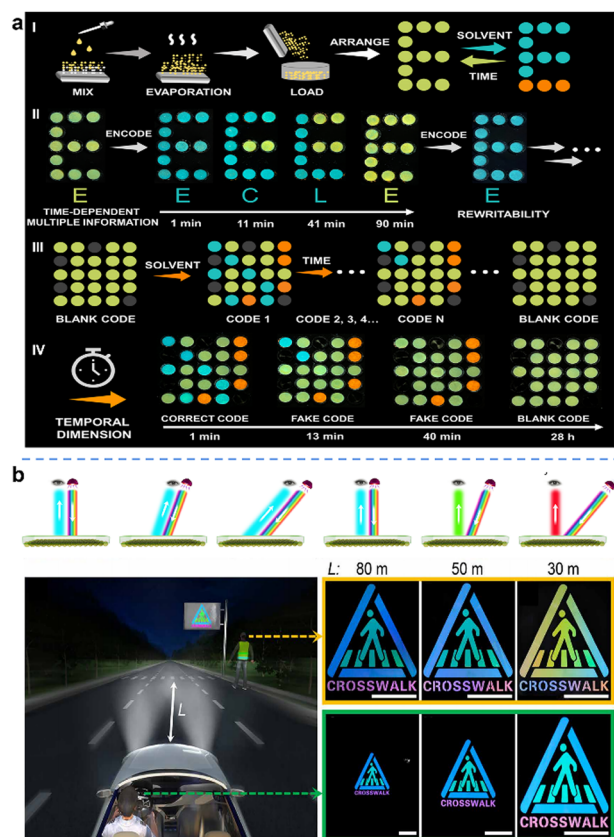 a
I
MIX
EVAPORATION
LOAD
ARRANGE
SOLVENT
TIME
II
ENCODE
ENCODE
E
E
C
L
E
E
TIME-DEPENDENT
MULTIPLE INFORMATION
1 min
11 min
41 min
90 min
REWRITABILITY
III
SOLVENT
TIME
BLANK CODE
CODE 1
CODE 2, 3, 4...
CODE N
BLANK CODE
IV
TEMPORAL
DIMENSION
CORRECT CODE
FAKE CODE
FAKE CODE
BLANK CODE
1 min
13 min
40 min
28 h
b
L:
80 m
50 m
30 m
L
CROSSWALK
CROSSWALK
CROSSWALK
CROSSWALK
CROSSWALK
CROSSWALK